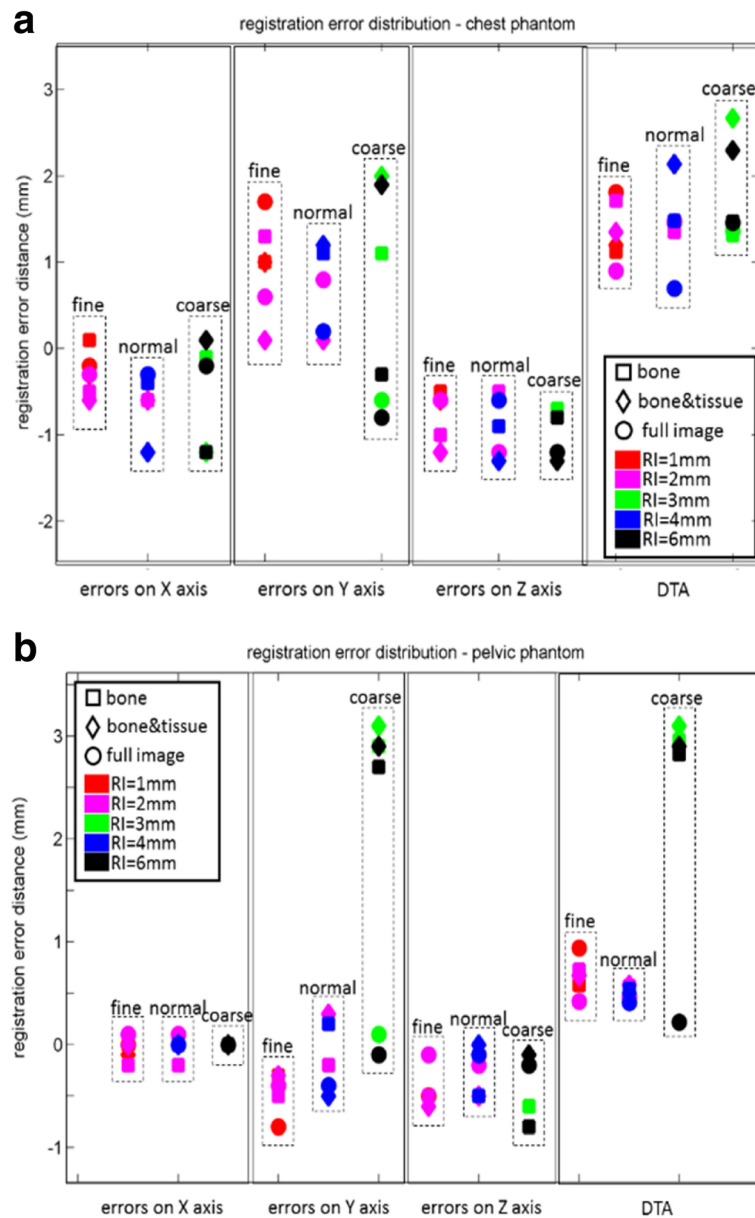 a
registration error distribution - chest phantom
registration error distance (mm)
3
2
1
0
-1
-2
fine
normal
coarse
fine
normal
coarse
fine
normal
coarse
fine
normal
coarse
bone
bone&tissue
full image
RI=1mm
RI=2mm
RI=3mm
RI=4mm
RI=6mm
errors on X axis
errors on Y axis
errors on Z axis
DTA
b
registration error distribution - pelvic phantom
registration error distance (mm)
3
2
1
0
-1
bone
bone&tissue
full image
RI=1mm
RI=2mm
RI=3mm
RI=4mm
RI=6mm
fine
normal
coarse
fine
normal
coarse
fine
normal
coarse
fine
normal
coarse
errors on X axis
errors on Y axis
errors on Z axis
DTA